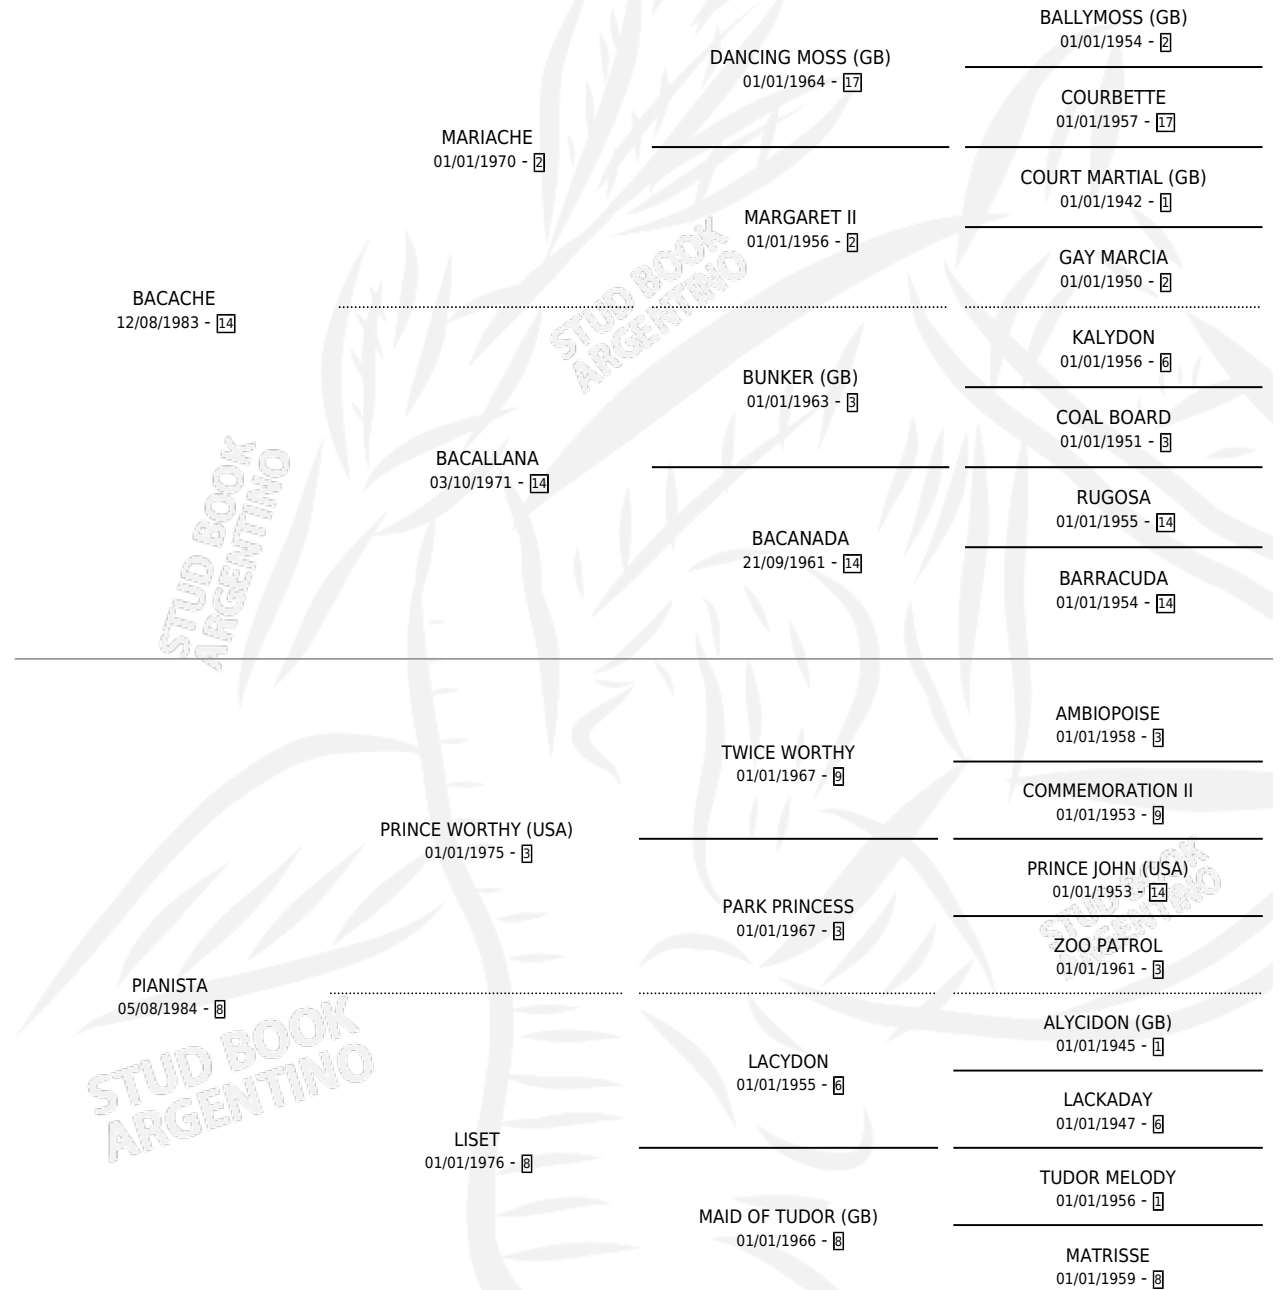 BALLYMOSS (GB)
01/01/1954 - 2
DANCING MOSS (GB)
01/01/1964 - 17
COURBETTE
01/01/1957 - 17
MARIACHE
01/01/1970 - 2
COURT MARTIAL (GB)
01/01/1942 - 1
MARGARET II
01/01/1956 - 2
GAY MARCIA
01/01/1950 - 2
BACACHE
12/08/1983 - 14
STUD BOOK
ARGENTINO
KALYDON
01/01/1956 - 6
BUNKER (GB)
01/01/1963 - 3
COAL BOARD
01/01/1951 - 3
BACALLANA
03/10/1971 - 14
RUGOSA
01/01/1955 - 14
BACANADA
21/09/1961 - 14
BARRACUDA
01/01/1954 - 14
STUD BOOK
ARGENTINO
AMBIOPOISE
01/01/1958 - 3
TWICE WORTHY
01/01/1967 - 9
COMMEMORATION II
01/01/1953 - 9
PRINCE WORTHY (USA)
01/01/1975 - 3
PRINCE JOHN (USA)
01/01/1953 - 14
PARK PRINCESS
01/01/1967 - 3
ZOO PATROL
01/01/1961 - 3
STUD BOOK
ARGENTINO
PIANISTA
05/08/1984 - 8
STUD BOOK
ARGENTINO
ALYCIDON (GB)
01/01/1945 - 1
LACYDON
01/01/1955 - 6
LACKADAY
01/01/1947 - 6
LISET
01/01/1976 - 8
TUDOR MELODY
01/01/1956 - 1
MAID OF TUDOR (GB)
01/01/1966 - 8
MATRISSE
01/01/1959 - 8